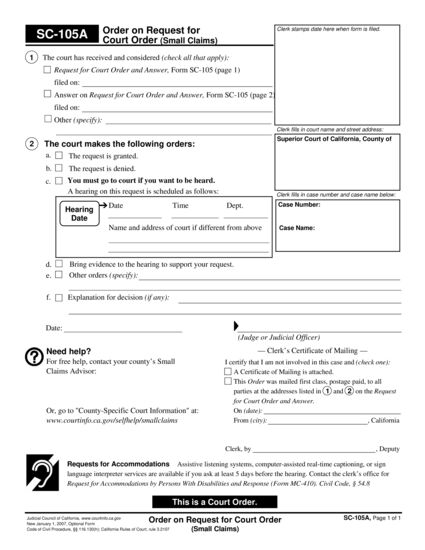 SC-105A
Order on Request for
Court Order (Small Claims)
Clerk stamps date here when form is filed.
1 The court has received and considered (check all that apply):
Request for Court Order and Answer, Form SC-105 (page 1)
filed on:
Answer on Request for Court Order and Answer, Form SC-105 (page 2)
filed on:
Other (specify):
Clerk fills in court name and street address:
Superior Court of California, County of
2 The court makes the following orders:
a. The request is granted.
b. The request is denied.
c. You must go to court if you want to be heard.
A hearing on this request is scheduled as follows:
Clerk fills in case number and case name below:
Case Number:
Case Name:
Hearing
Date
Date Time Dept.
Name and address of court if different from above
d. Bring evidence to the hearing to support your request.
e. Other orders (specify):
f. Explanation for decision (if any):
Date:
(Judge or Judicial Officer)
? Need help?
For free help, contact your county's Small
Claims Advisor:
Or, go to "County-Specific Court Information" at:
www.courtinfo.ca.gov/selfhelp/smallclaims
— Clerk's Certificate of Mailing —
I certify that I am not involved in this case and (check one):
A Certificate of Mailing is attached.
This Order was mailed first class, postage paid, to all
parties at the addresses listed in 1 and 2 on the Request
for Court Order and Answer.
On (date):
From (city): , California
Clerk, by , Deputy
Requests for Accommodations Assistive listening systems, computer-assisted real-time captioning, or sign
language interpreter services are available if you ask at least 5 days before the hearing. Contact the clerk's office for
Request for Accommodations by Persons With Disabilities and Response (Form MC-410). Civil Code, § 54.8
This is a Court Order.
Judicial Council of California, www.courtinfo.ca.gov
New January 1, 2007, Optional Form
Code of Civil Procedure, §§ 116.130(h); California Rules of Court, rule 3.2107
Order on Request for Court Order
(Small Claims)
SC-105A, Page 1 of 1